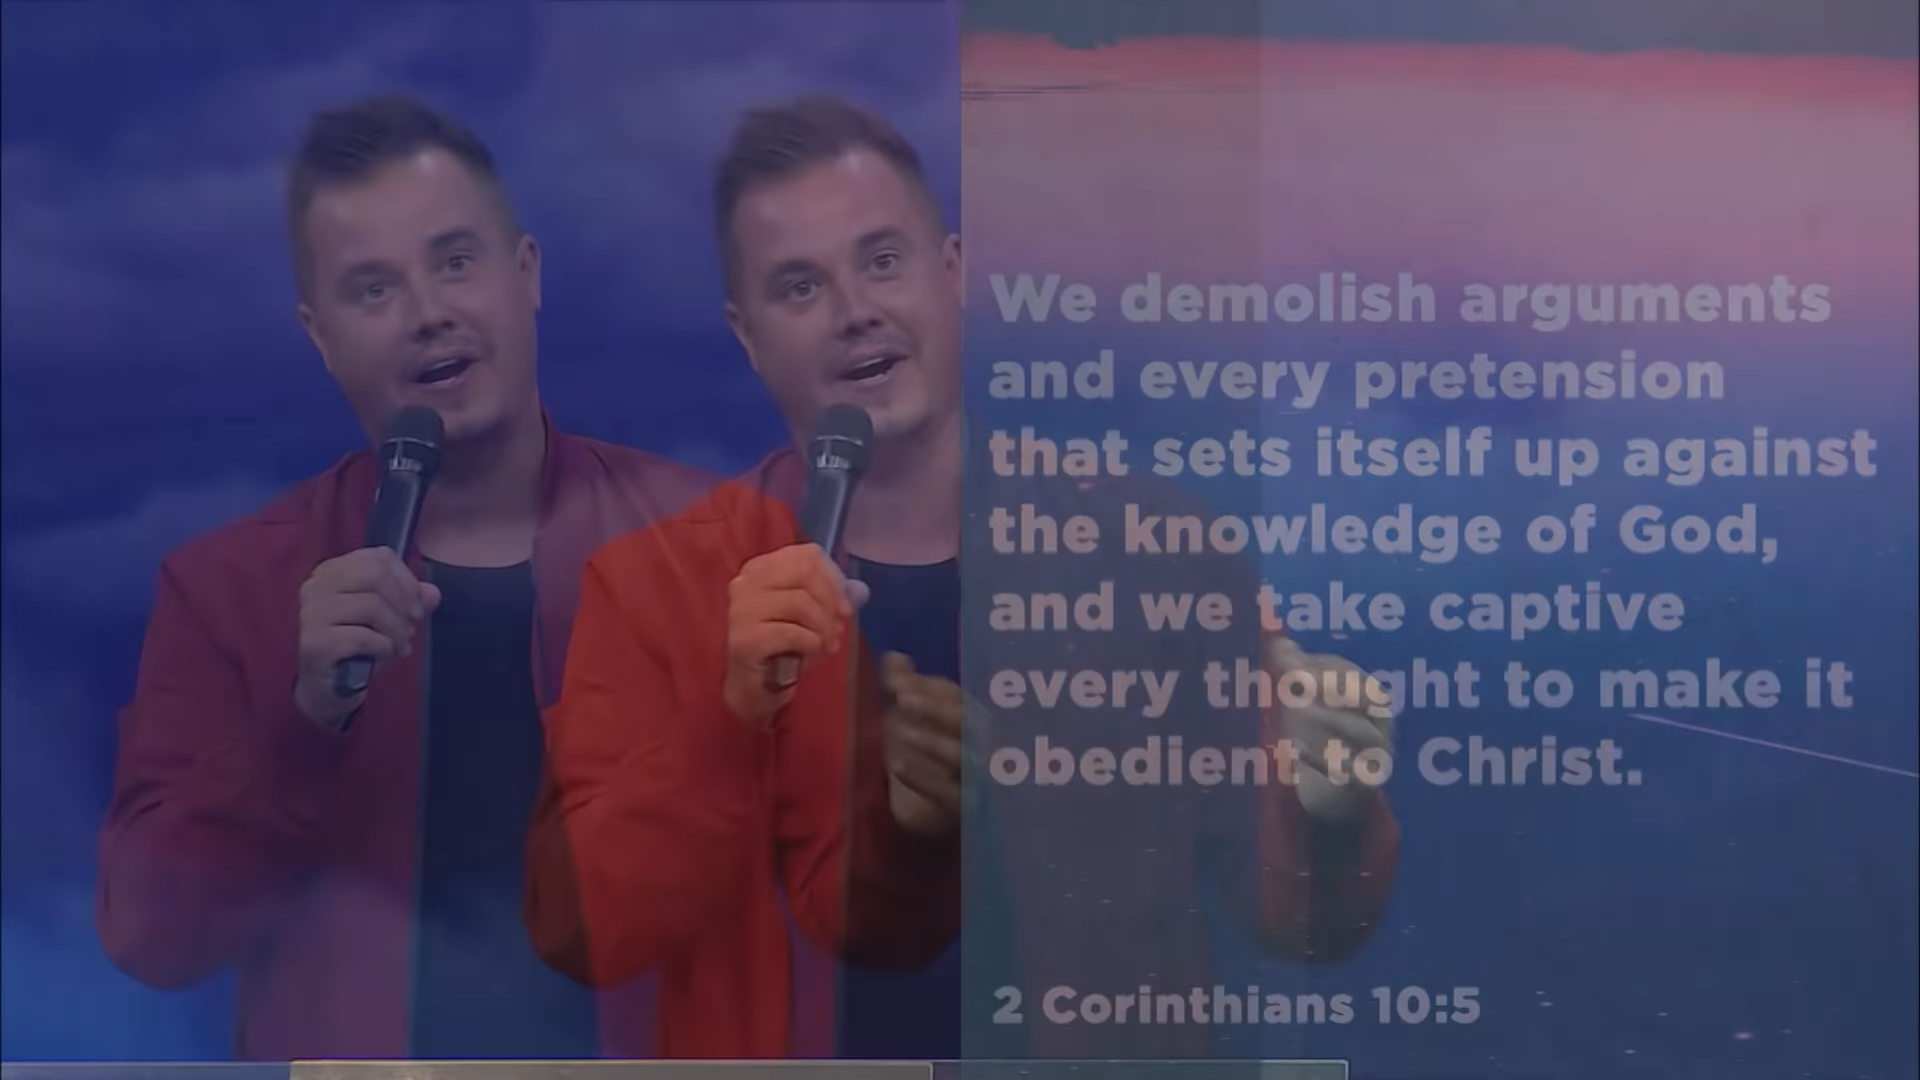 We demolish arguments
and every pretension
that sets itself up against
the knowledge of God,
and we take captive
every thought to make it
obedient to Christ.
2 Corinthians 10:5